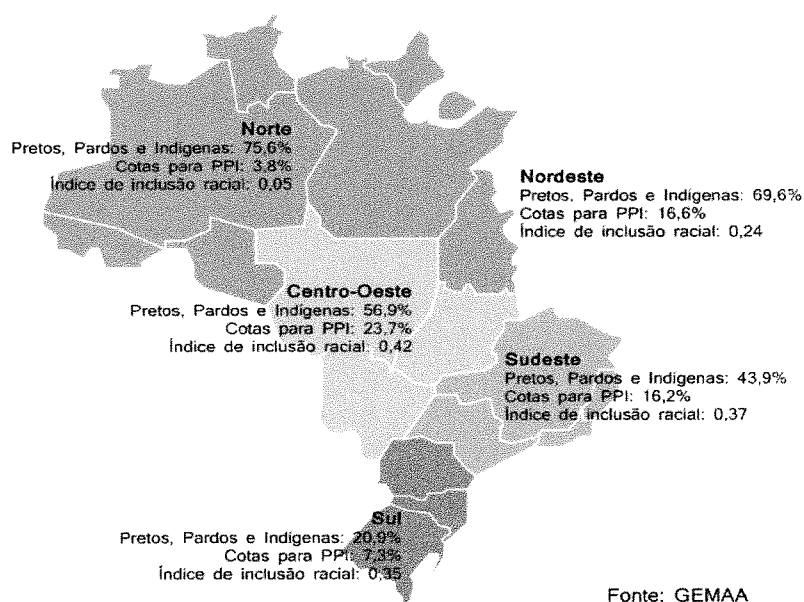 Norte
Pretos, Pardos e Indígenas: 75,6%
Cotas para PPI: 3,8%
Índice de inclusão racial: 0,05
Nordeste
Pretos, Pardos e Indígenas: 69,6%
Cotas para PPI: 16,6%
Índice de inclusão racial: 0,24
Centro-Oeste
Pretos, Pardos e Indígenas: 56,9%
Cotas para PPI: 23,7%
Índice de inclusão racial: 0,42
Sudeste
Pretos, Pardos e Indígenas: 43,9%
Cotas para PPI: 16,2%
Índice de inclusão racial: 0,37
Sul
Pretos, Pardos e Indígenas: 20,9%
Cotas para PPI: 7,3%
Índice de inclusão racial: 0,35
Fonte: GEMAA